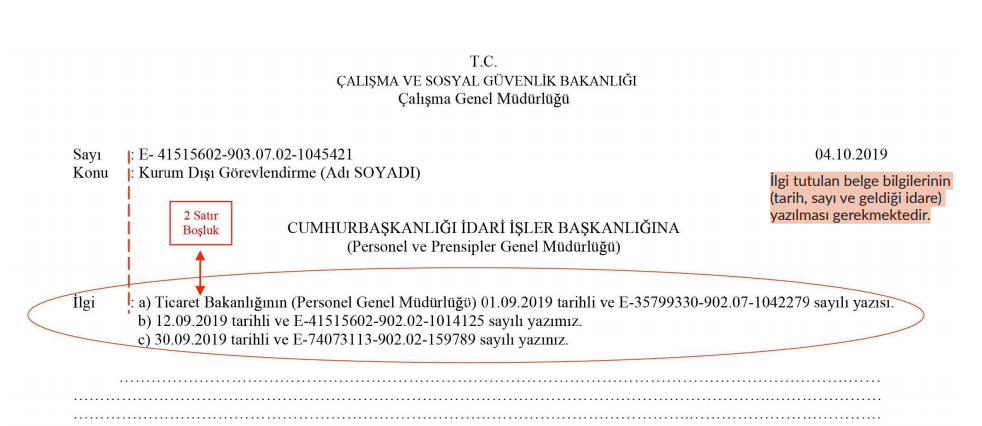 T.C.
ÇALIŞMA VE SOSYAL GÜVENLİK BAKANLIĞI
Çalışma Genel Müdürlüğü
Sayı : E- 41515602-903.07.02-1045421 04.10.2019
Konu : Kurum Dışı Görevlendirme (Adı SOYADI)
İlgi tutulan belge bilgilerinin
(tarih, sayı ve geldiği idare)
yazılması gerekmektedir.
2 Satır
Boşluk
CUMHURBAŞKANLIĞI İDARİ İŞLER BAŞKANLIĞINA
(Personel ve Prensipler Genel Müdürlüğü)
İlgi : a) Ticaret Bakanlığının (Personel Genel Müdürlüğü) 01.09.2019 tarihli ve E-35799330-902.07-1042279 sayılı yazısı.
b) 12.09.2019 tarihli ve E-41515602-902.02-1014125 sayılı yazımız.
c) 30.09.2019 tarihli ve E-74073113-902.02-159789 sayılı yazınız.